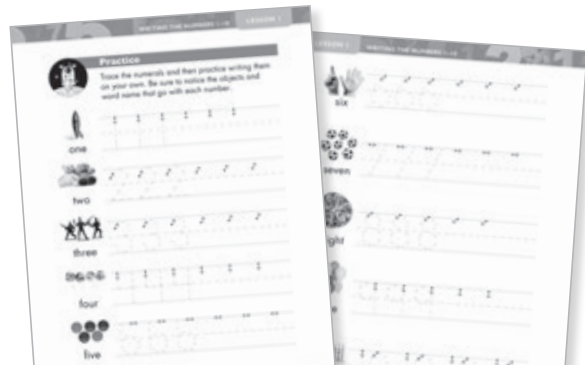 WRITING THE NUMBERS 1–10
LESSON 1
Practice
Trace the numerals and then practice writing them
on your own. Be sure to notice the objects and
word name that go with each number.
one
two
three
four
five
LESSON 1
WRITING THE NUMBERS 1–10
six
seven